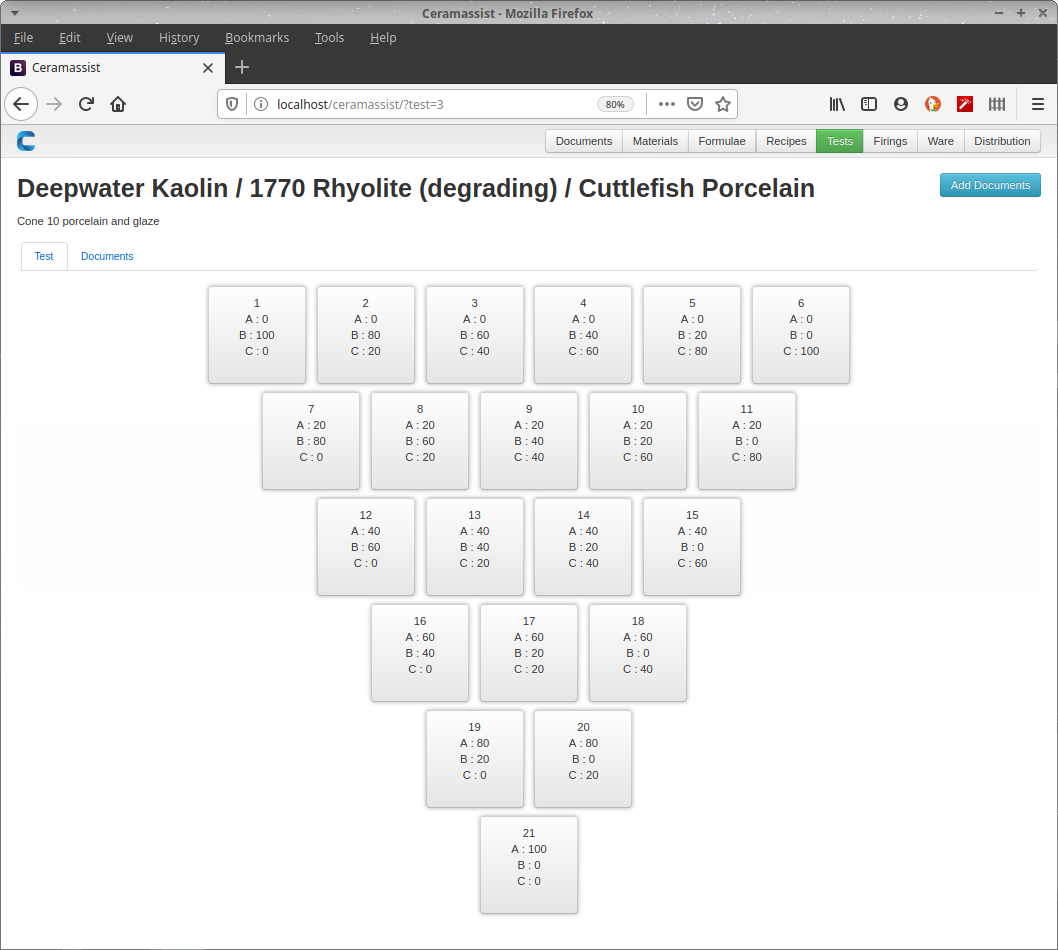 Ceramassist - Mozilla Firefox
File Edit View History Bookmarks Tools Help
B Ceramassist
localhost/ceramassist/?test=3 80%
C Documents Materials Formulae Recipes Tests Firings Ware Distribution
Deepwater Kaolin / 1770 Rhyolite (degrading) / Cuttlefish Porcelain Add Documents
Cone 10 porcelain and glaze
Test Documents
1 2 3 4 5 6
A : 0 A : 0 A : 0 A : 0 A : 0 A : 0
B : 100 B : 80 B : 60 B : 40 B : 20 B : 0
C : 0 C : 20 C : 40 C : 60 C : 80 C : 100
7 8 9 10 11
A : 20 A : 20 A : 20 A : 20 A : 20
B : 80 B : 60 B : 40 B : 20 B : 0
C : 0 C : 20 C : 40 C : 60 C : 80
12 13 14 15
A : 40 A : 40 A : 40 A : 40
B : 60 B : 40 B : 20 B : 0
C : 0 C : 20 C : 40 C : 60
16 17 18
A : 60 A : 60 A : 60
B : 40 B : 20 B : 0
C : 0 C : 20 C : 40
19 20
A : 80 A : 80
B : 20 B : 0
C : 0 C : 20
21
A : 100
B : 0
C : 0